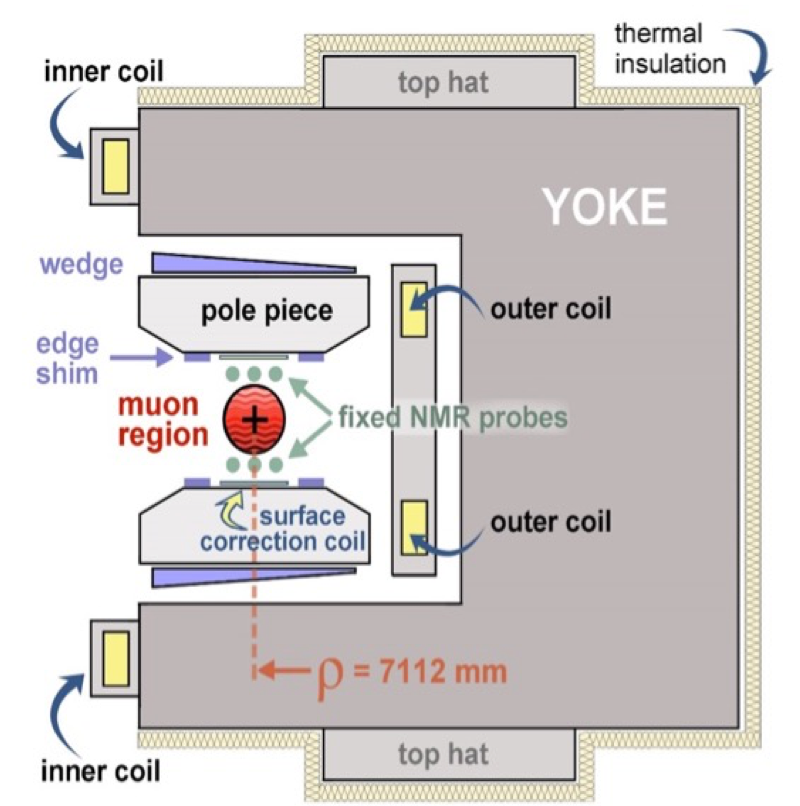 thermal
insulation
inner coil
top hat
YOKE
wedge
pole piece
outer coil
edge
shim
muon
region
+
fixed NMR probes
surface
correction coil
outer coil
ρ = 7112 mm
top hat
inner coil